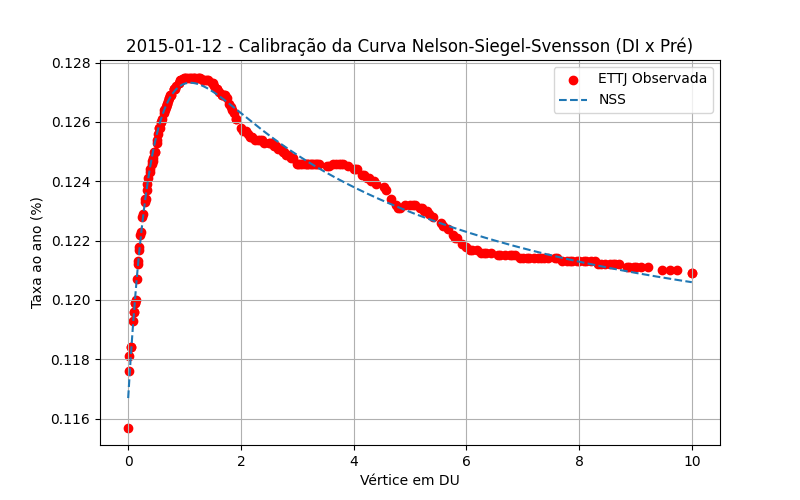 2015-01-12 - Calibração da Curva Nelson-Siegel-Svensson (DI x Pré)
ETTJ Observada
NSS
Taxa ao ano (%)
0.128
0.126
0.124
0.122
0.120
0.118
0.116
0 2 4 6 8 10
Vértice em DU